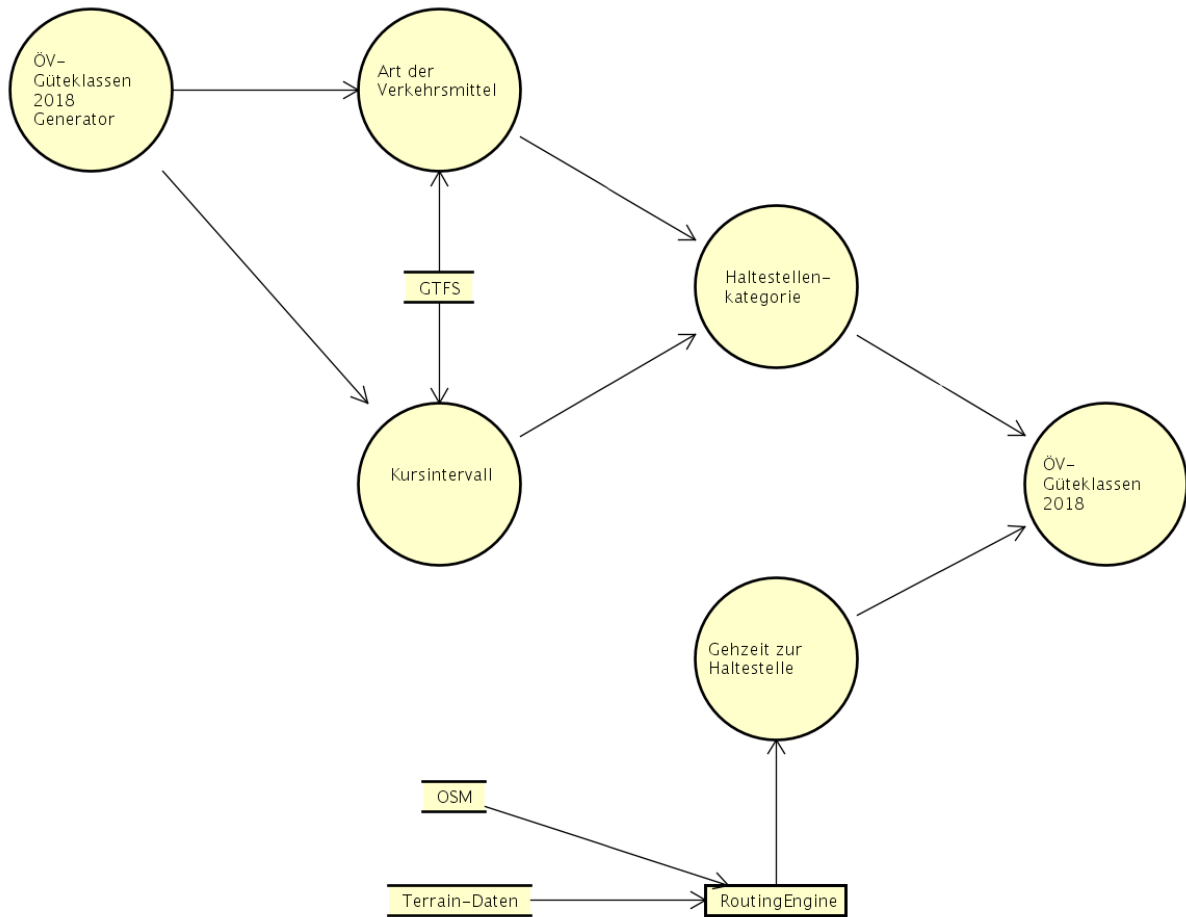 ÖV-
Güteklassen
2018
Generator
Art der
Verkehrsmittel
GTFS
Haltestellen-
kategorie
Kursintervall
ÖV-
Güteklassen
2018
Gehzeit zur
Haltestelle
OSM
Terrain-Daten
RoutingEngine